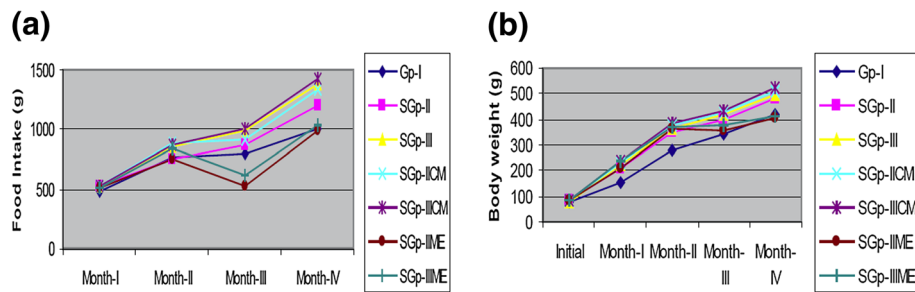 (a)
Food Intake (g)
1500
1000
500
0
Month-I Month-II Month-III Month-IV
Gp-I
SGp-II
SGp-III
SGp-IICM
SGp-IIICM
SGp-IIME
SGp-IIIME
(b)
Body weight (g)
600
500
400
300
200
100
0
Initial Month-I Month-II Month-III Month-IV
Gp-I
SGp-II
SGp-III
SGp-IICM
SGp-IIICM
SGp-IIME
SGp-IIIME